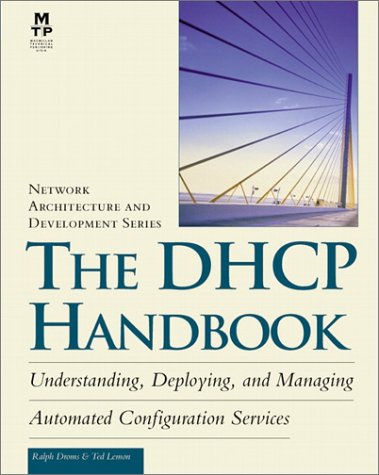 MTP
MACMILLAN
TECHNICAL
PUBLISHING
U·S·A
NETWORK
ARCHITECTURE AND
DEVELOPMENT SERIES
THE DHCP
HANDBOOK
Understanding, Deploying, and Managing
Automated Configuration Services
Ralph Droms & Ted Lemon